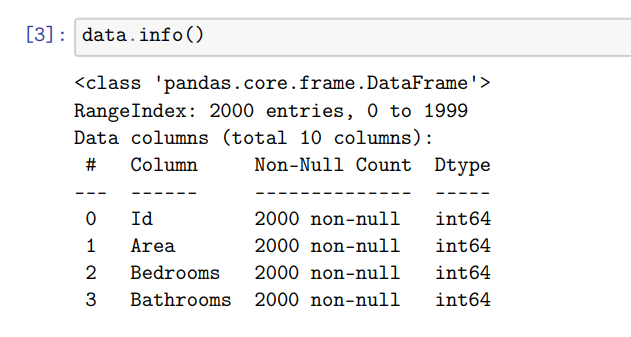 [3]: data.info()
<class 'pandas.core.frame.DataFrame'>
RangeIndex: 2000 entries, 0 to 1999
Data columns (total 10 columns):
 #   Column     Non-Null Count  Dtype
---  ------     --------------  -----
 0   Id         2000 non-null   int64
 1   Area       2000 non-null   int64
 2   Bedrooms   2000 non-null   int64
 3   Bathrooms  2000 non-null   int64